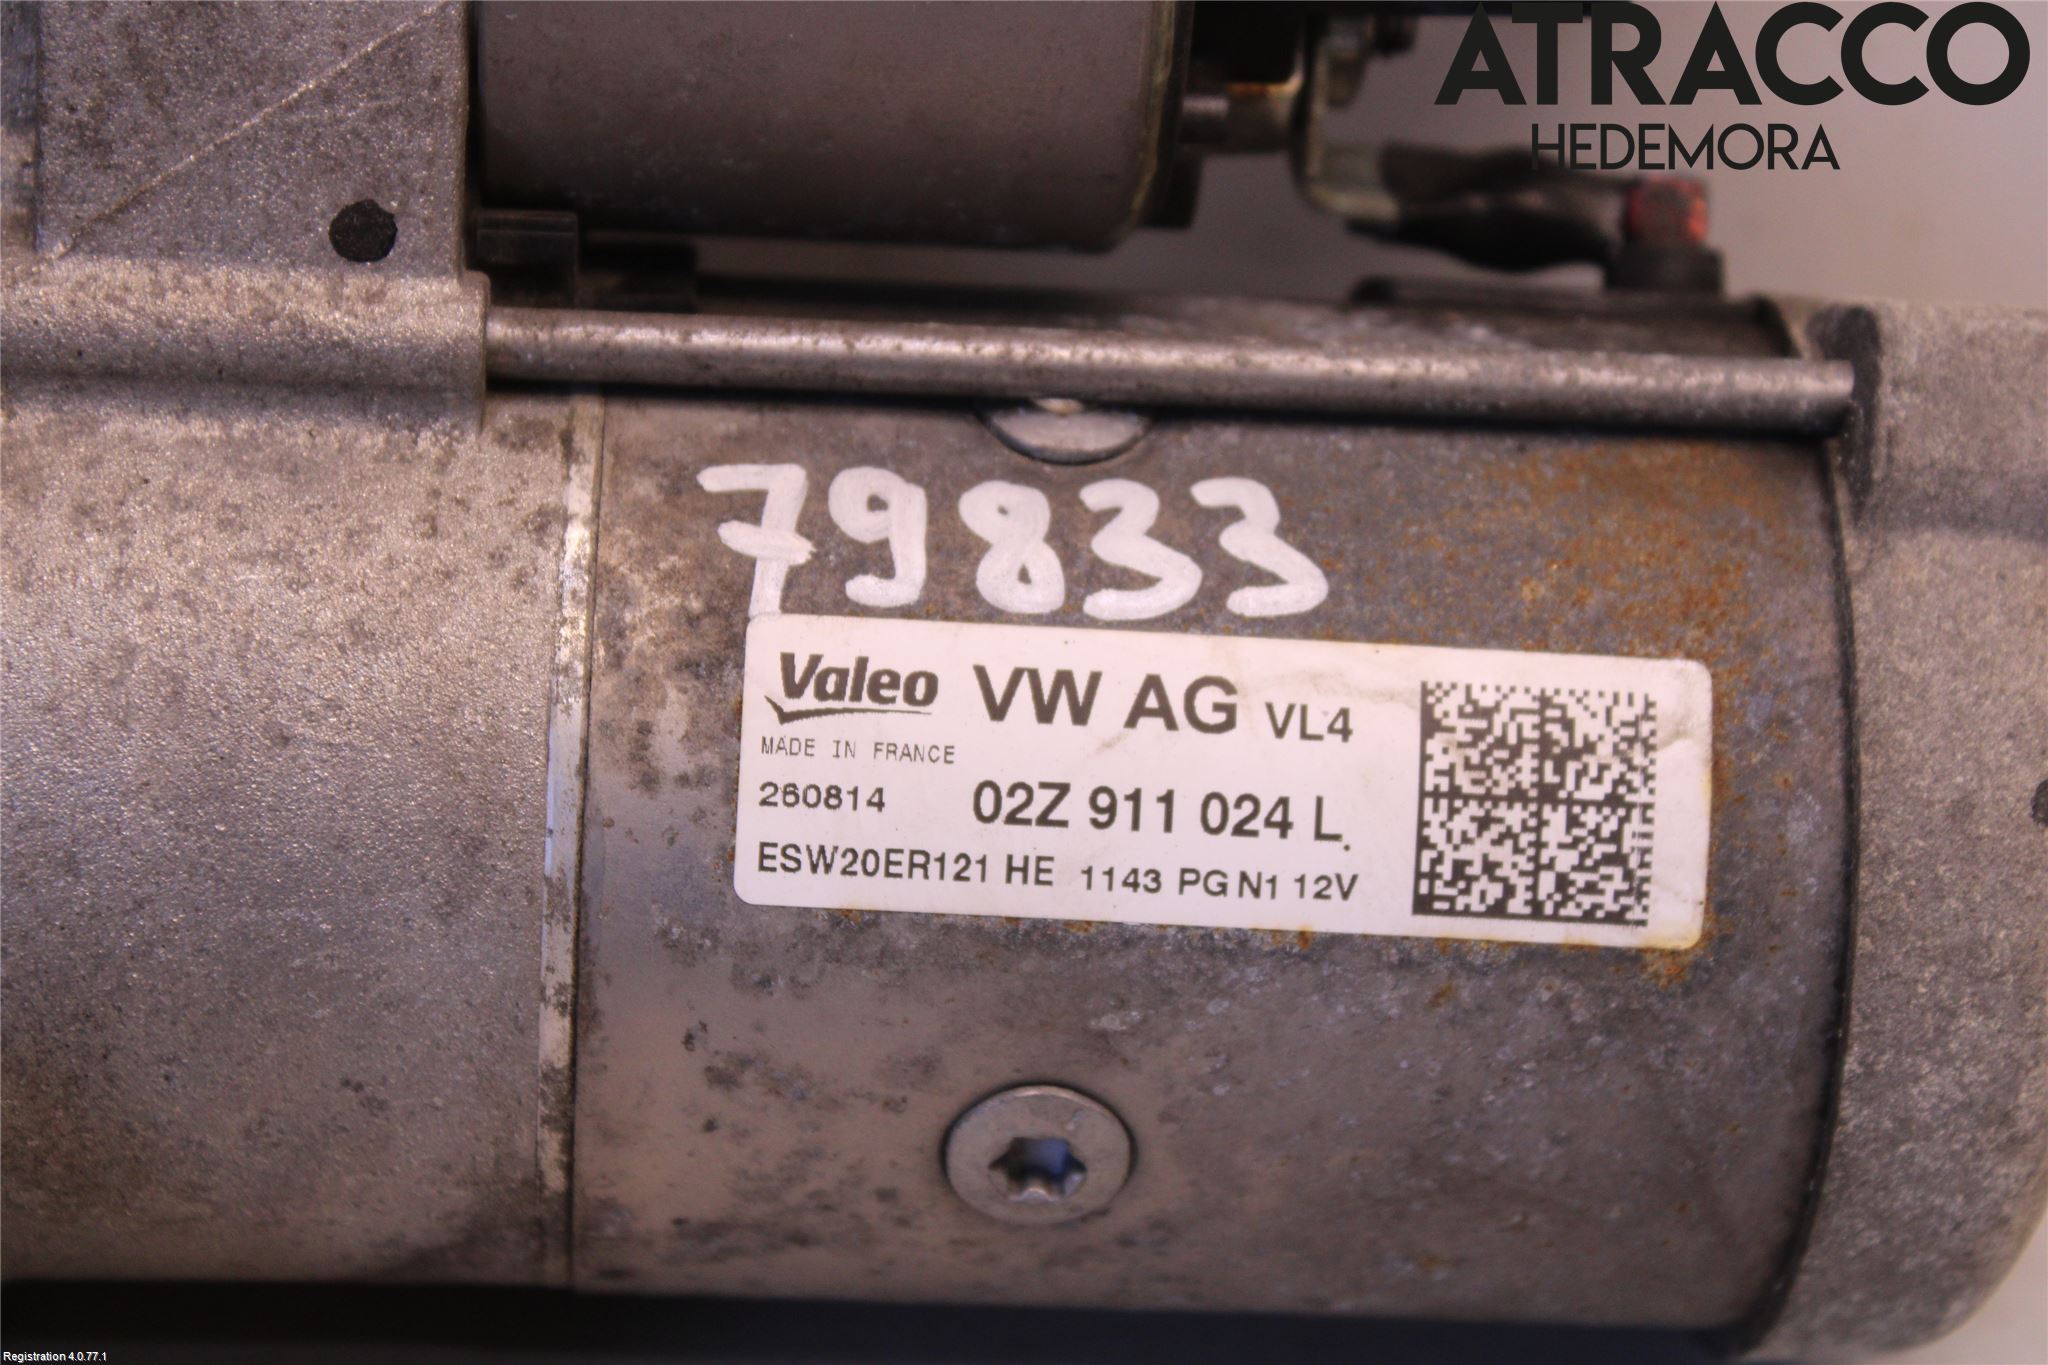 ATRACCO
HEDEMORA
79833
Valeo VW AG VL4
MADE IN FRANCE
260814 02Z 911 024 L.
ESW20ER121 HE 1143 PG N1 12V
Registration 4.0.77.1